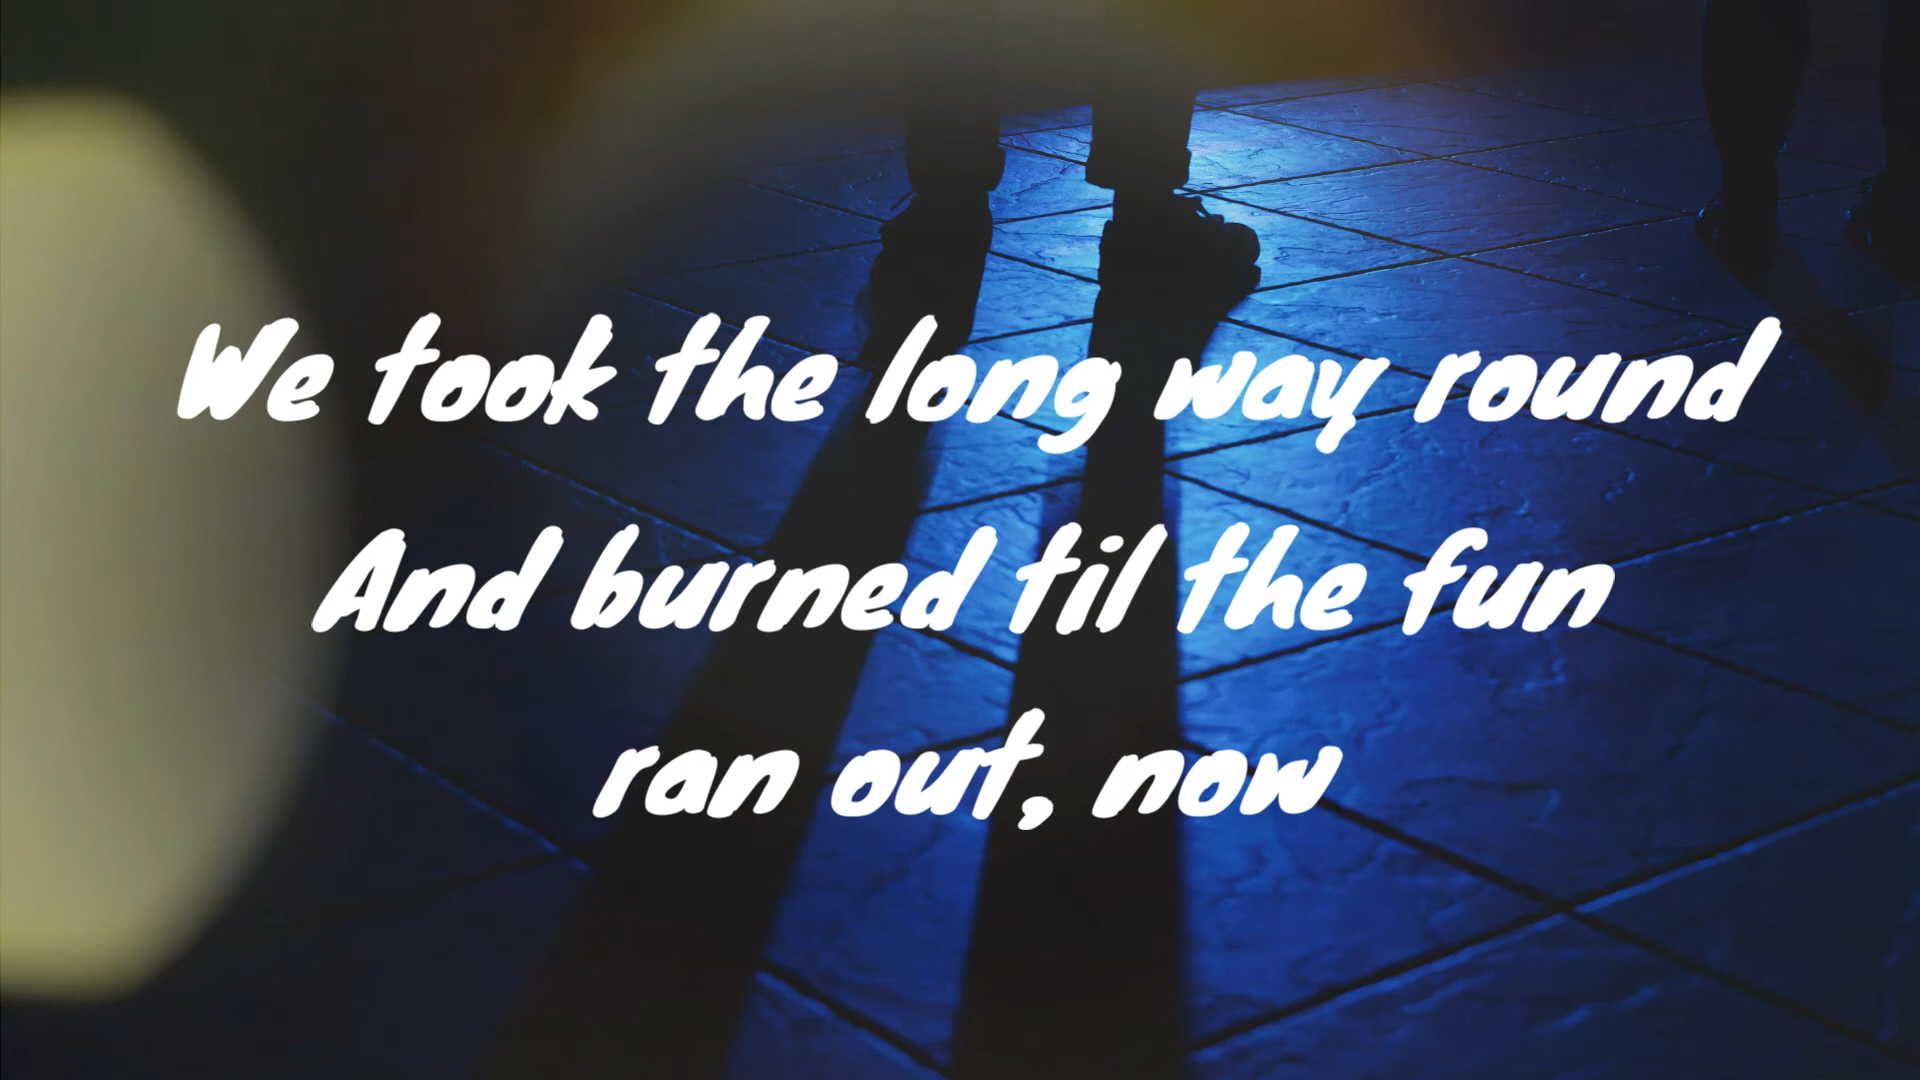 We took the long way round
And burned til the fun
ran out, now